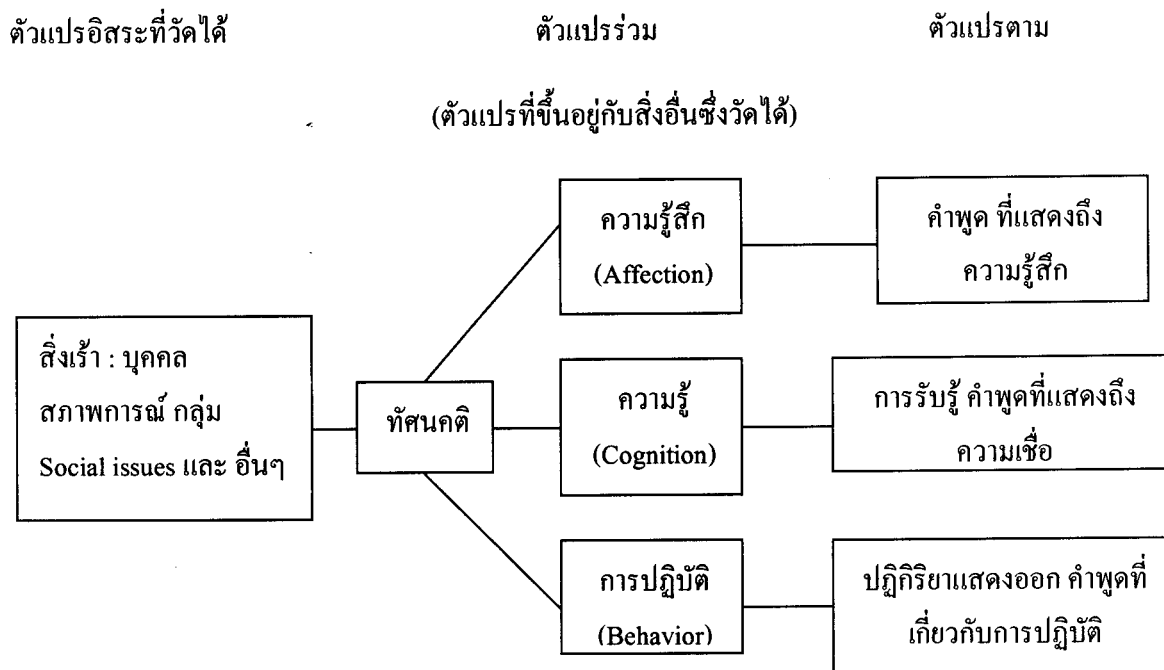 ตัวแปรอิสระที่วัดได้
ตัวแปรร่วม
ตัวแปรตาม
(ตัวแปรที่ขึ้นอยู่กับสิ่งอื่นซึ่งวัดได้)
สิ่งเร้า : บุคคล
สภาพการณ์ กลุ่ม
Social issues และ อื่นๆ
ทัศนคติ
ความรู้สึก
(Affection)
คำพูด ที่แสดงถึง
ความรู้สึก
ความรู้
(Cognition)
การรับรู้ คำพูดที่แสดงถึง
ความเชื่อ
การปฏิบัติ
(Behavior)
ปฏิกิริยาแสดงออก คำพูดที่
เกี่ยวกับการปฏิบัติ